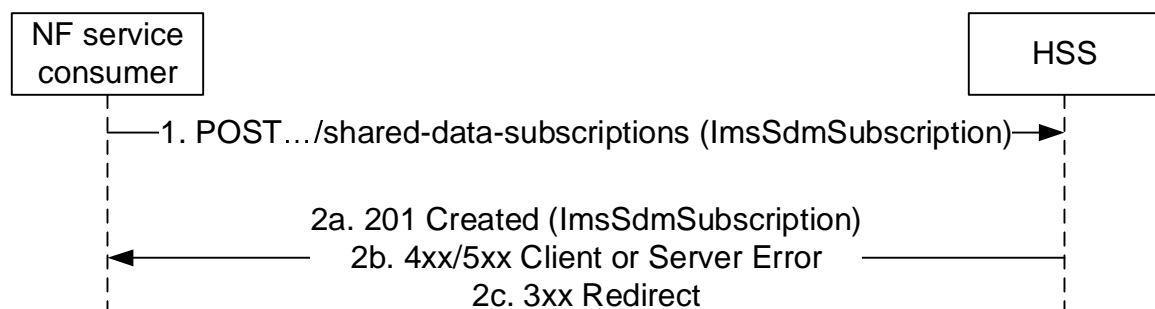 NF service
consumer
HSS
1. POST…/shared-data-subscriptions (ImsSdmSubscription)
2a. 201 Created (ImsSdmSubscription)
2b. 4xx/5xx Client or Server Error
2c. 3xx Redirect